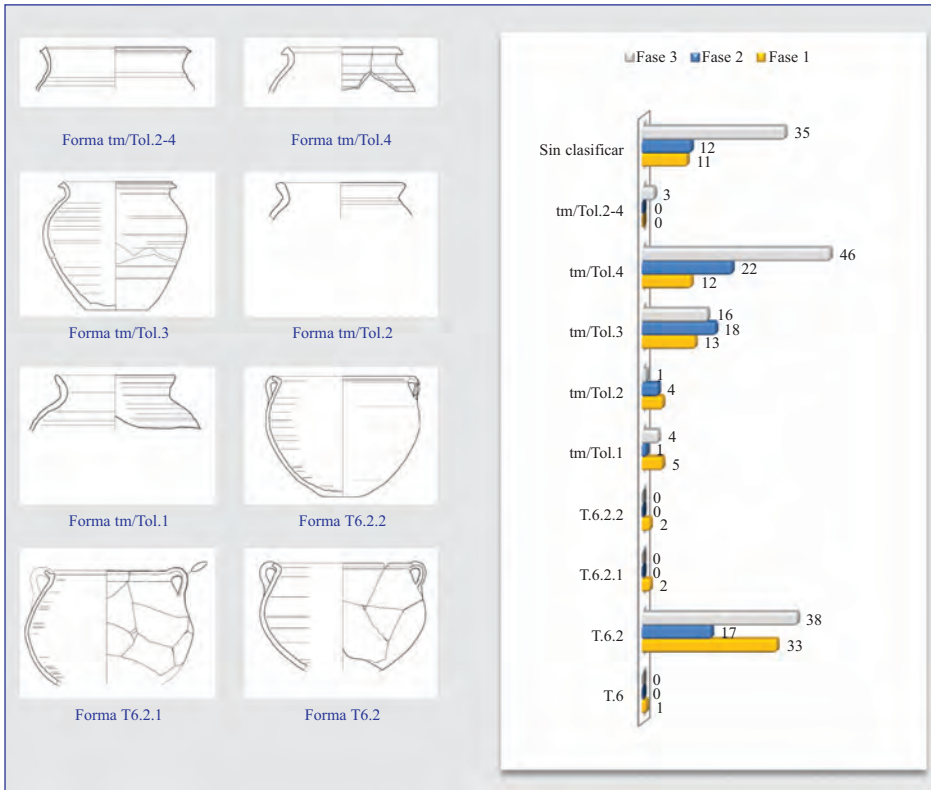 Forma tm/Tol.2-4
Forma tm/Tol.4
Forma tm/Tol.3
Forma tm/Tol.2
Forma tm/Tol.1
Forma T6.2.2
Forma T6.2.1
Forma T6.2
Fase 3 Fase 2 Fase 1
Sin clasificar
35
12
11
tm/Tol.2-4
3
0
0
tm/Tol.4
46
22
12
tm/Tol.3
16
18
13
tm/Tol.2
1
4
tm/Tol.1
4
1
5
T.6.2.2
0
0
2
T.6.2.1
0
0
2
T.6.2
38
17
33
T.6
0
0
1